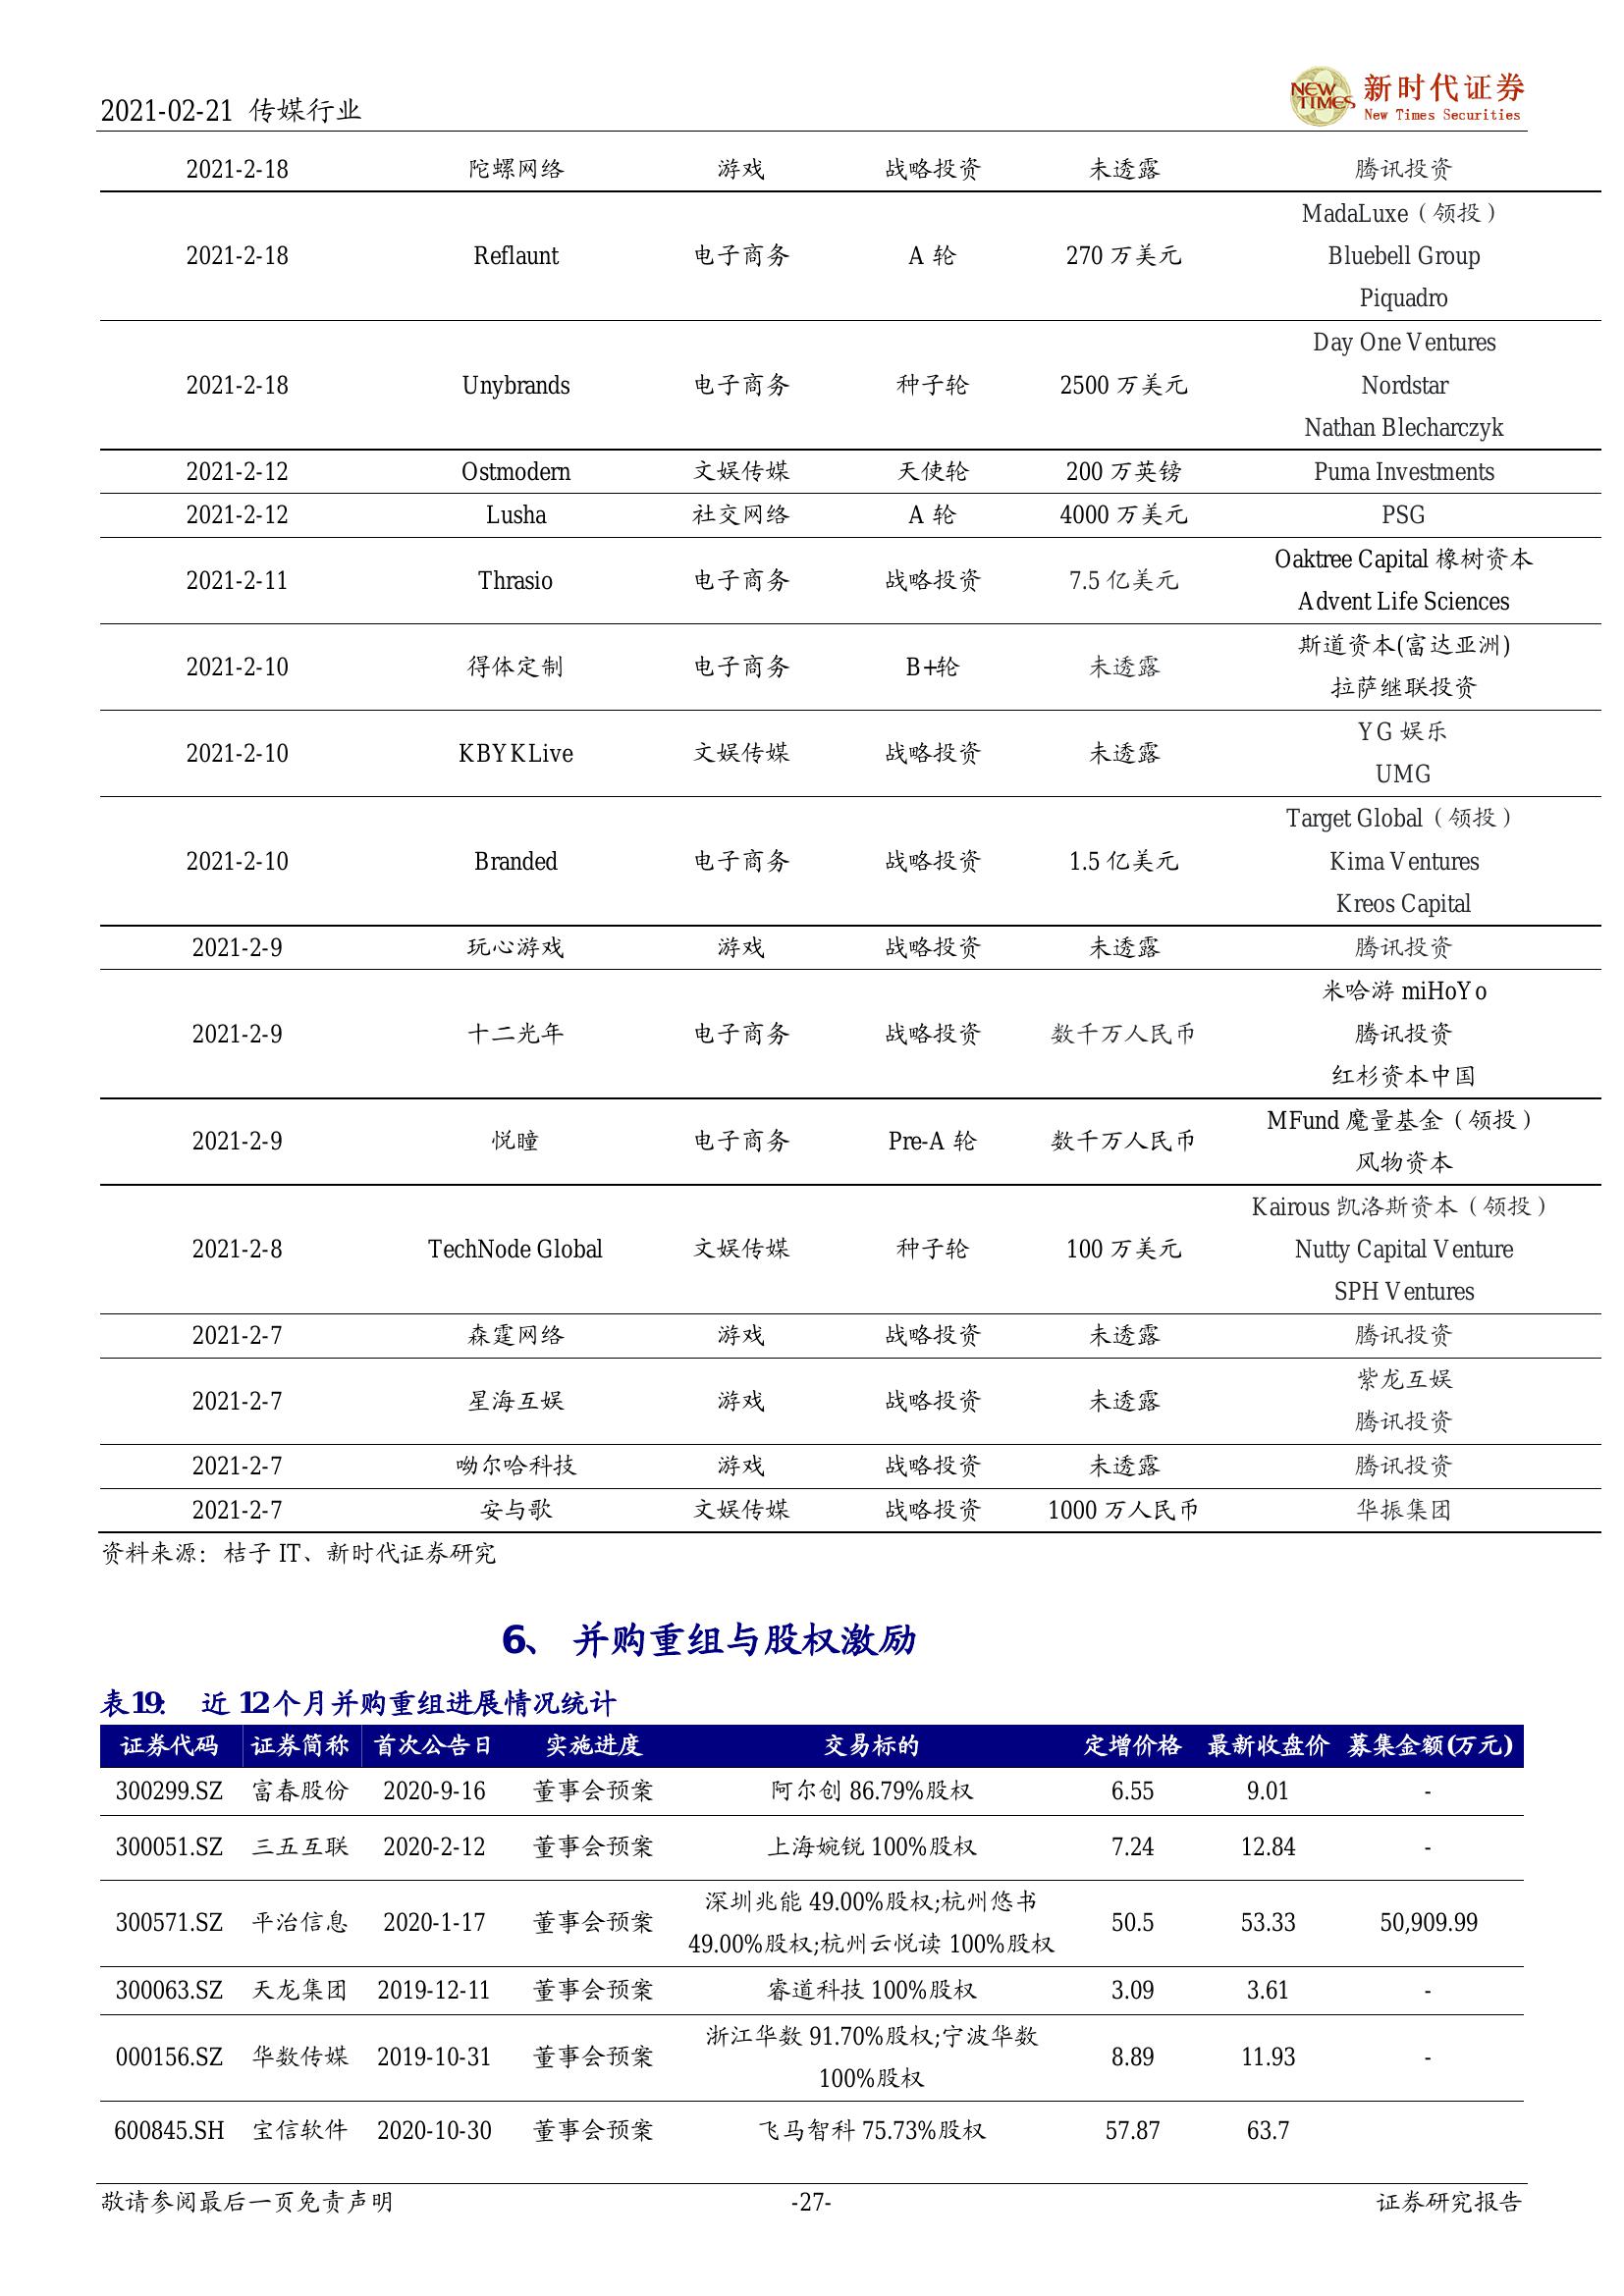 2021-02-21 传媒行业
NEW TIMES 新时代证券
New Times Securities
2021-2-18 陀螺网络 游戏 战略投资 未透露 腾讯投资
MadaLuxe（领投）
2021-2-18 Reflaunt 电子商务 A 轮 270 万美元 Bluebell Group
Piquadro
Day One Ventures
2021-2-18 Unybrands 电子商务 种子轮 2500 万美元 Nordstar
Nathan Blecharczyk
2021-2-12 Ostmodern 文娱传媒 天使轮 200 万英镑 Puma Investments
2021-2-12 Lusha 社交网络 A 轮 4000 万美元 PSG
Oaktree Capital 橡树资本
2021-2-11 Thrasio 电子商务 战略投资 7.5 亿美元
Advent Life Sciences
斯道资本(富达亚洲)
2021-2-10 得体定制 电子商务 B+轮 未透露
拉萨继联投资
YG 娱乐
2021-2-10 KBYKLive 文娱传媒 战略投资 未透露
UMG
Target Global（领投）
2021-2-10 Branded 电子商务 战略投资 1.5 亿美元 Kima Ventures
Kreos Capital
2021-2-9 玩心游戏 游戏 战略投资 未透露 腾讯投资
米哈游 miHoYo
2021-2-9 十二光年 电子商务 战略投资 数千万人民币 腾讯投资
红杉资本中国
MFund 魔量基金（领投）
2021-2-9 悦瞳 电子商务 Pre-A 轮 数千万人民币
风物资本
Kairous 凯洛斯资本（领投）
2021-2-8 TechNode Global 文娱传媒 种子轮 100 万美元 Nutty Capital Venture
SPH Ventures
2021-2-7 森霆网络 游戏 战略投资 未透露 腾讯投资
紫龙互娱
2021-2-7 星海互娱 游戏 战略投资 未透露
腾讯投资
2021-2-7 呦尔哈科技 游戏 战略投资 未透露 腾讯投资
2021-2-7 安与歌 文娱传媒 战略投资 1000 万人民币 华振集团
资料来源：桔子 IT、新时代证券研究
6、 并购重组与股权激励
表19： 近 12个月并购重组进展情况统计
证券代码 证券简称 首次公告日 实施进度 交易标的 定增价格 最新收盘价 募集金额(万元)
300299.SZ 富春股份 2020-9-16 董事会预案 阿尔创 86.79%股权 6.55 9.01 -
300051.SZ 三五互联 2020-2-12 董事会预案 上海婉锐 100%股权 7.24 12.84 -
深圳兆能 49.00%股权;杭州悠书
300571.SZ 平治信息 2020-1-17 董事会预案 50.5 53.33 50,909.99
49.00%股权;杭州云悦读 100%股权
300063.SZ 天龙集团 2019-12-11 董事会预案 睿道科技 100%股权 3.09 3.61 -
浙江华数 91.70%股权;宁波华数
000156.SZ 华数传媒 2019-10-31 董事会预案 8.89 11.93 -
100%股权
600845.SH 宝信软件 2020-10-30 董事会预案 飞马智科 75.73%股权 57.87 63.7
敬请参阅最后一页免责声明 -27- 证券研究报告